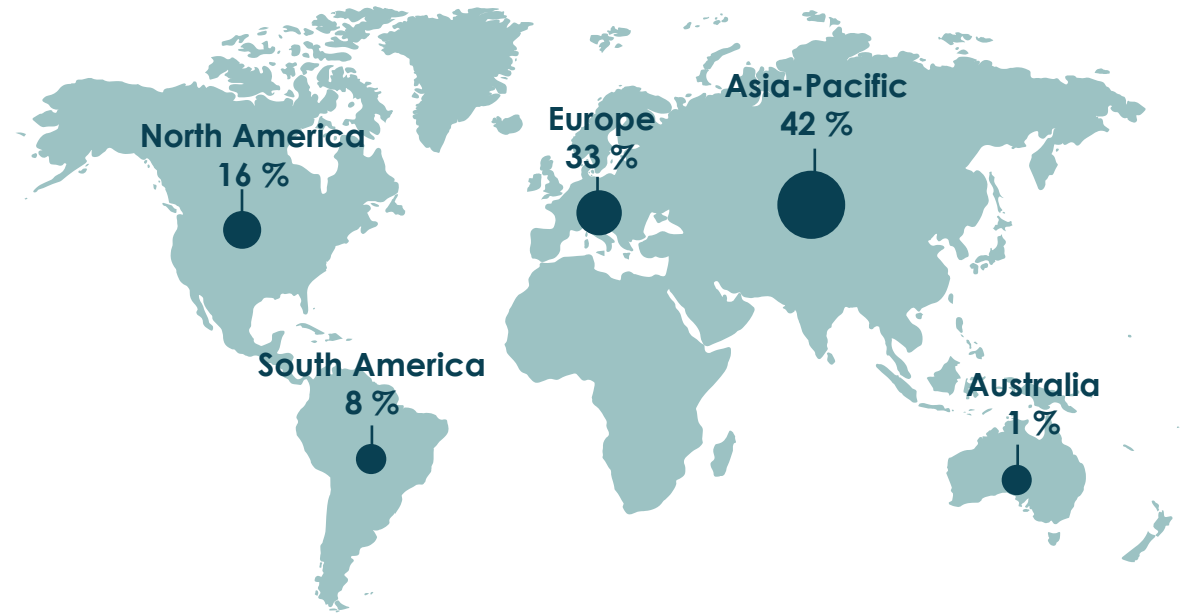 North America
16 %
Europe
33 %
Asia-Pacific
42 %
South America
8 %
Australia
1 %